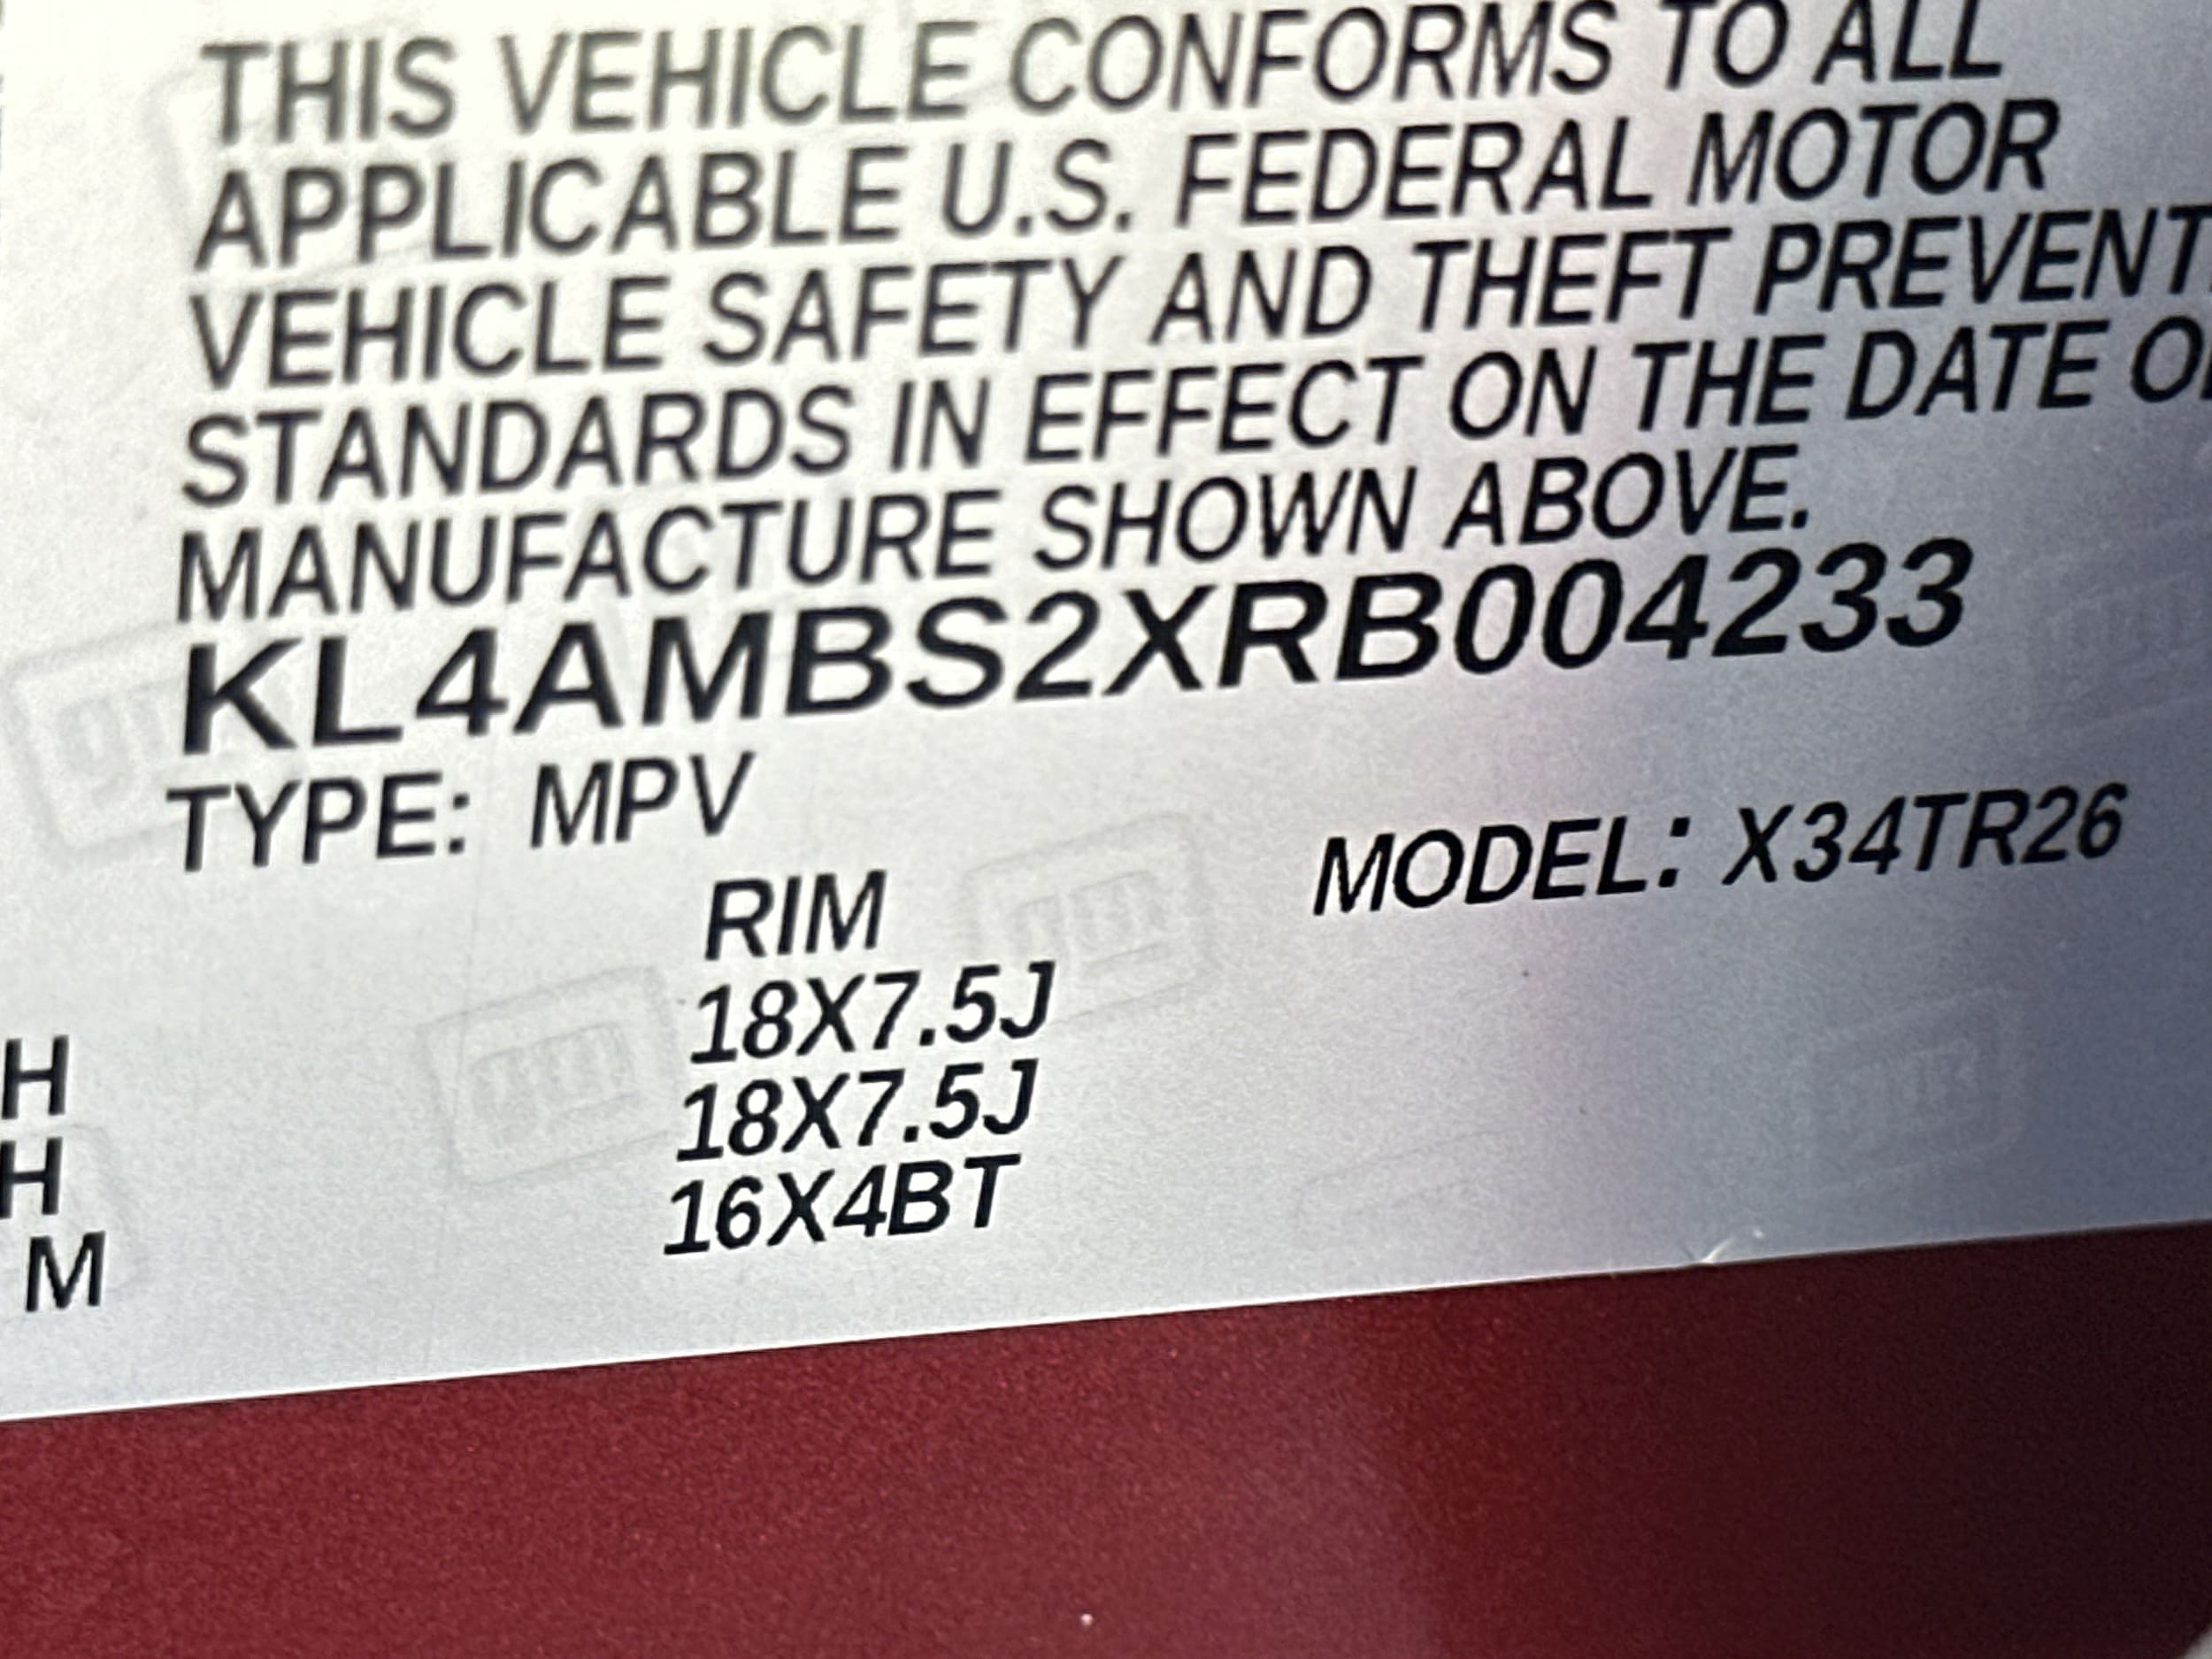 THIS VEHICLE CONFORMS TO ALL
APPLICABLE U.S. FEDERAL MOTOR
VEHICLE SAFETY AND THEFT PREVENT
STANDARDS IN EFFECT ON THE DATE O
MANUFACTURE SHOWN ABOVE.
KL4AMBS2XRB004233
TYPE: MPV
MODEL: X34TR26
RIM
H 18X7.5J
H 18X7.5J
M 16X4BT